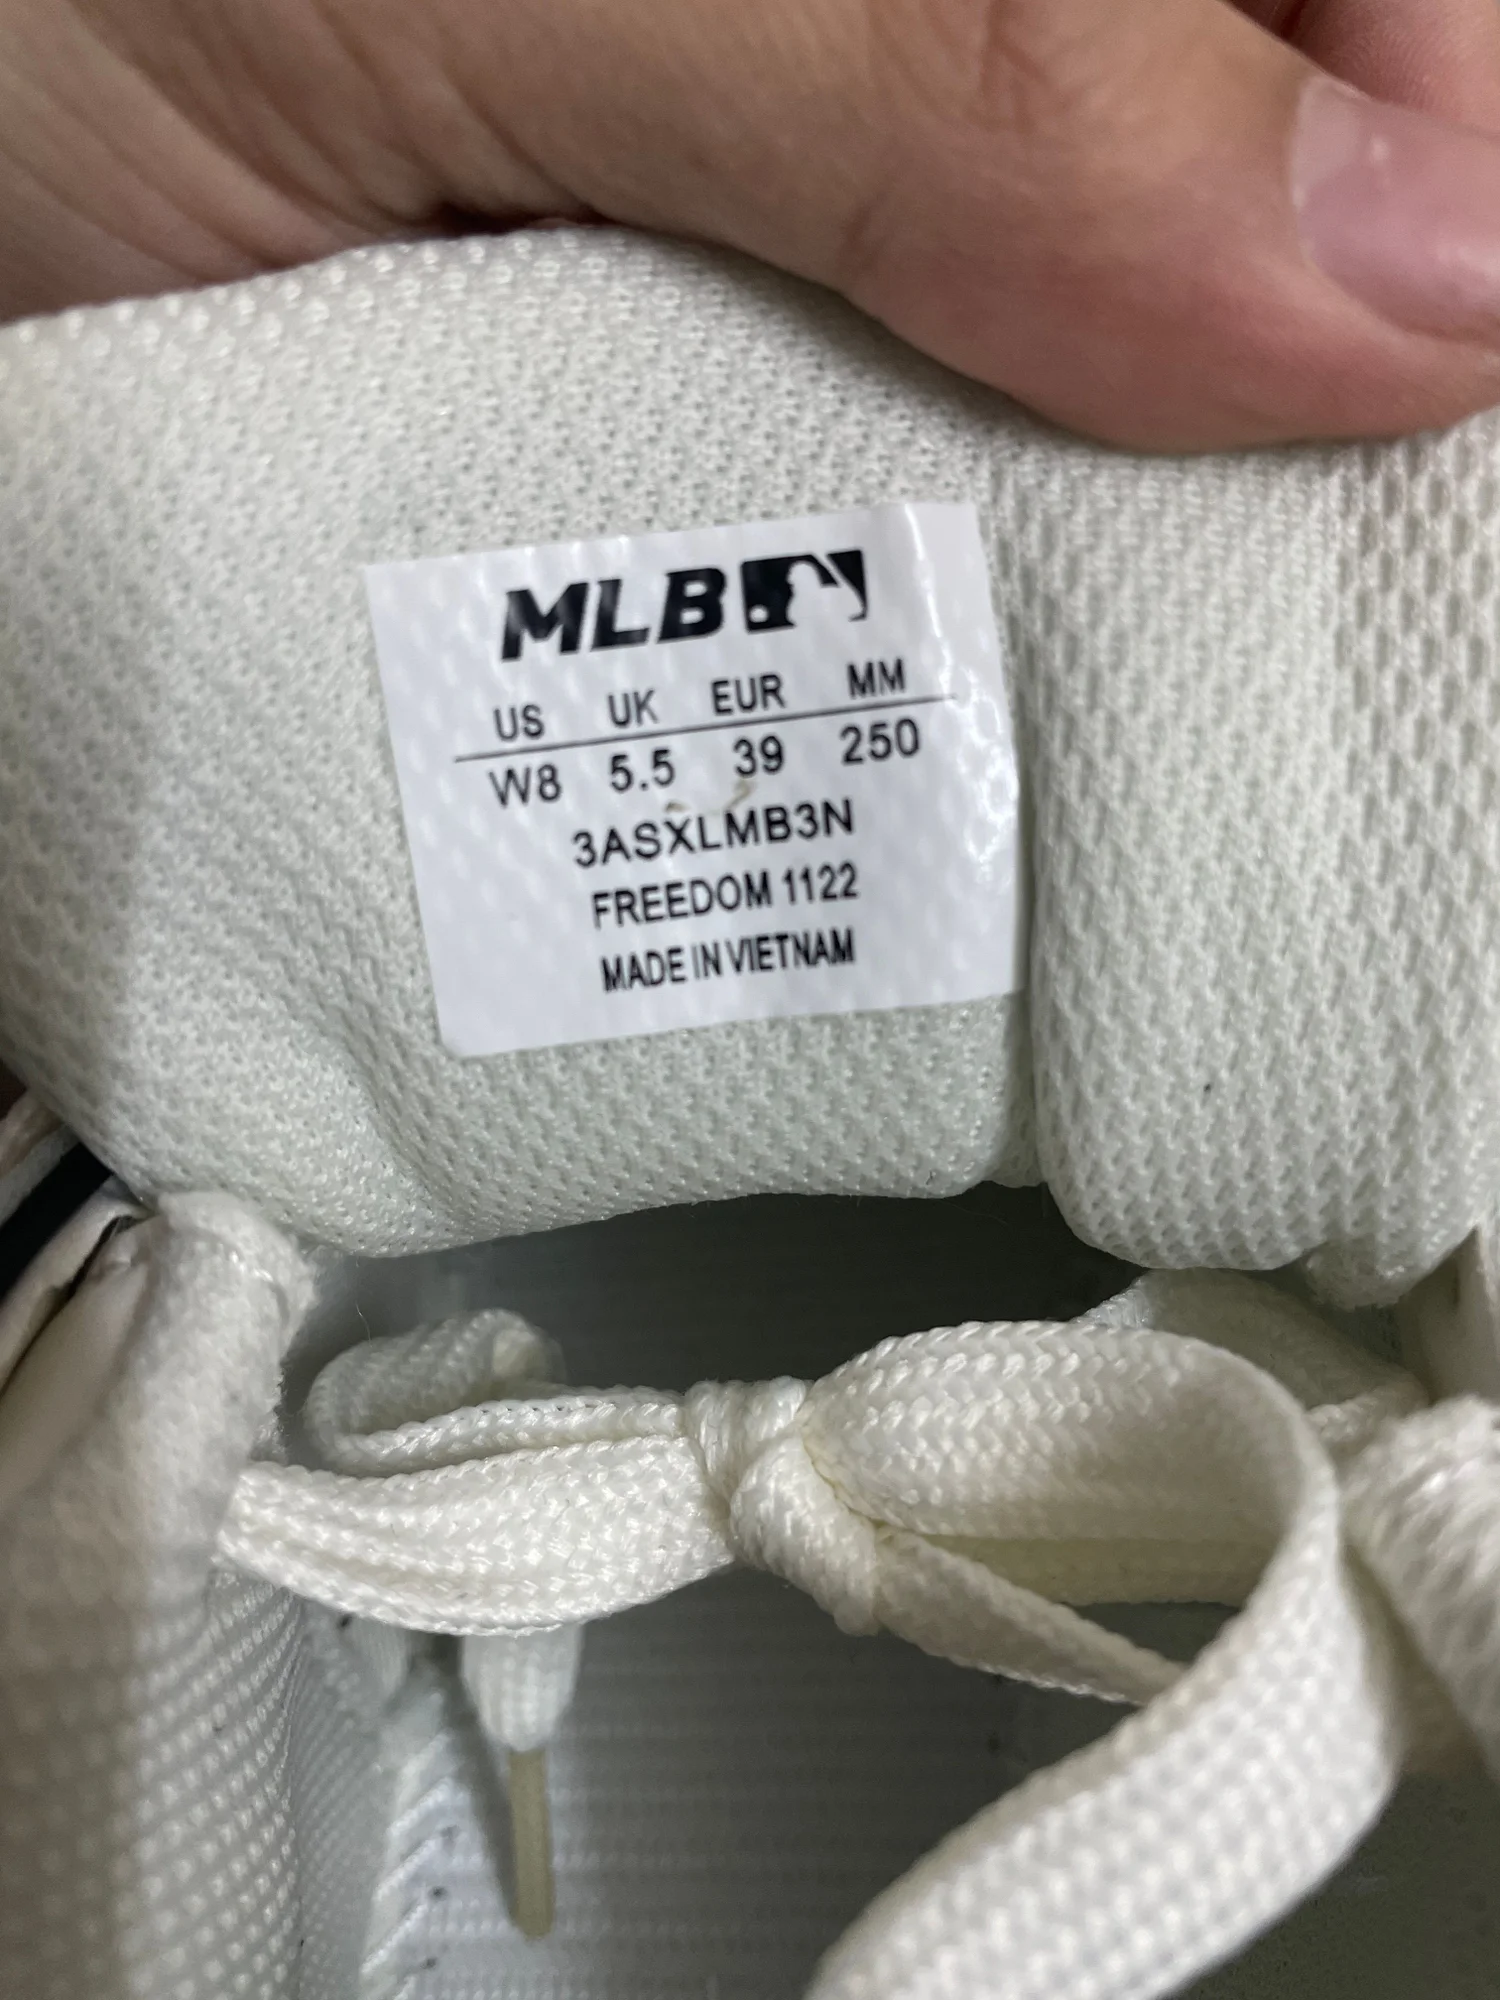 MLB
US UK EUR MM
W8 5.5 39 250
3ASXLMB3N
FREEDOM 1122
MADE IN VIETNAM